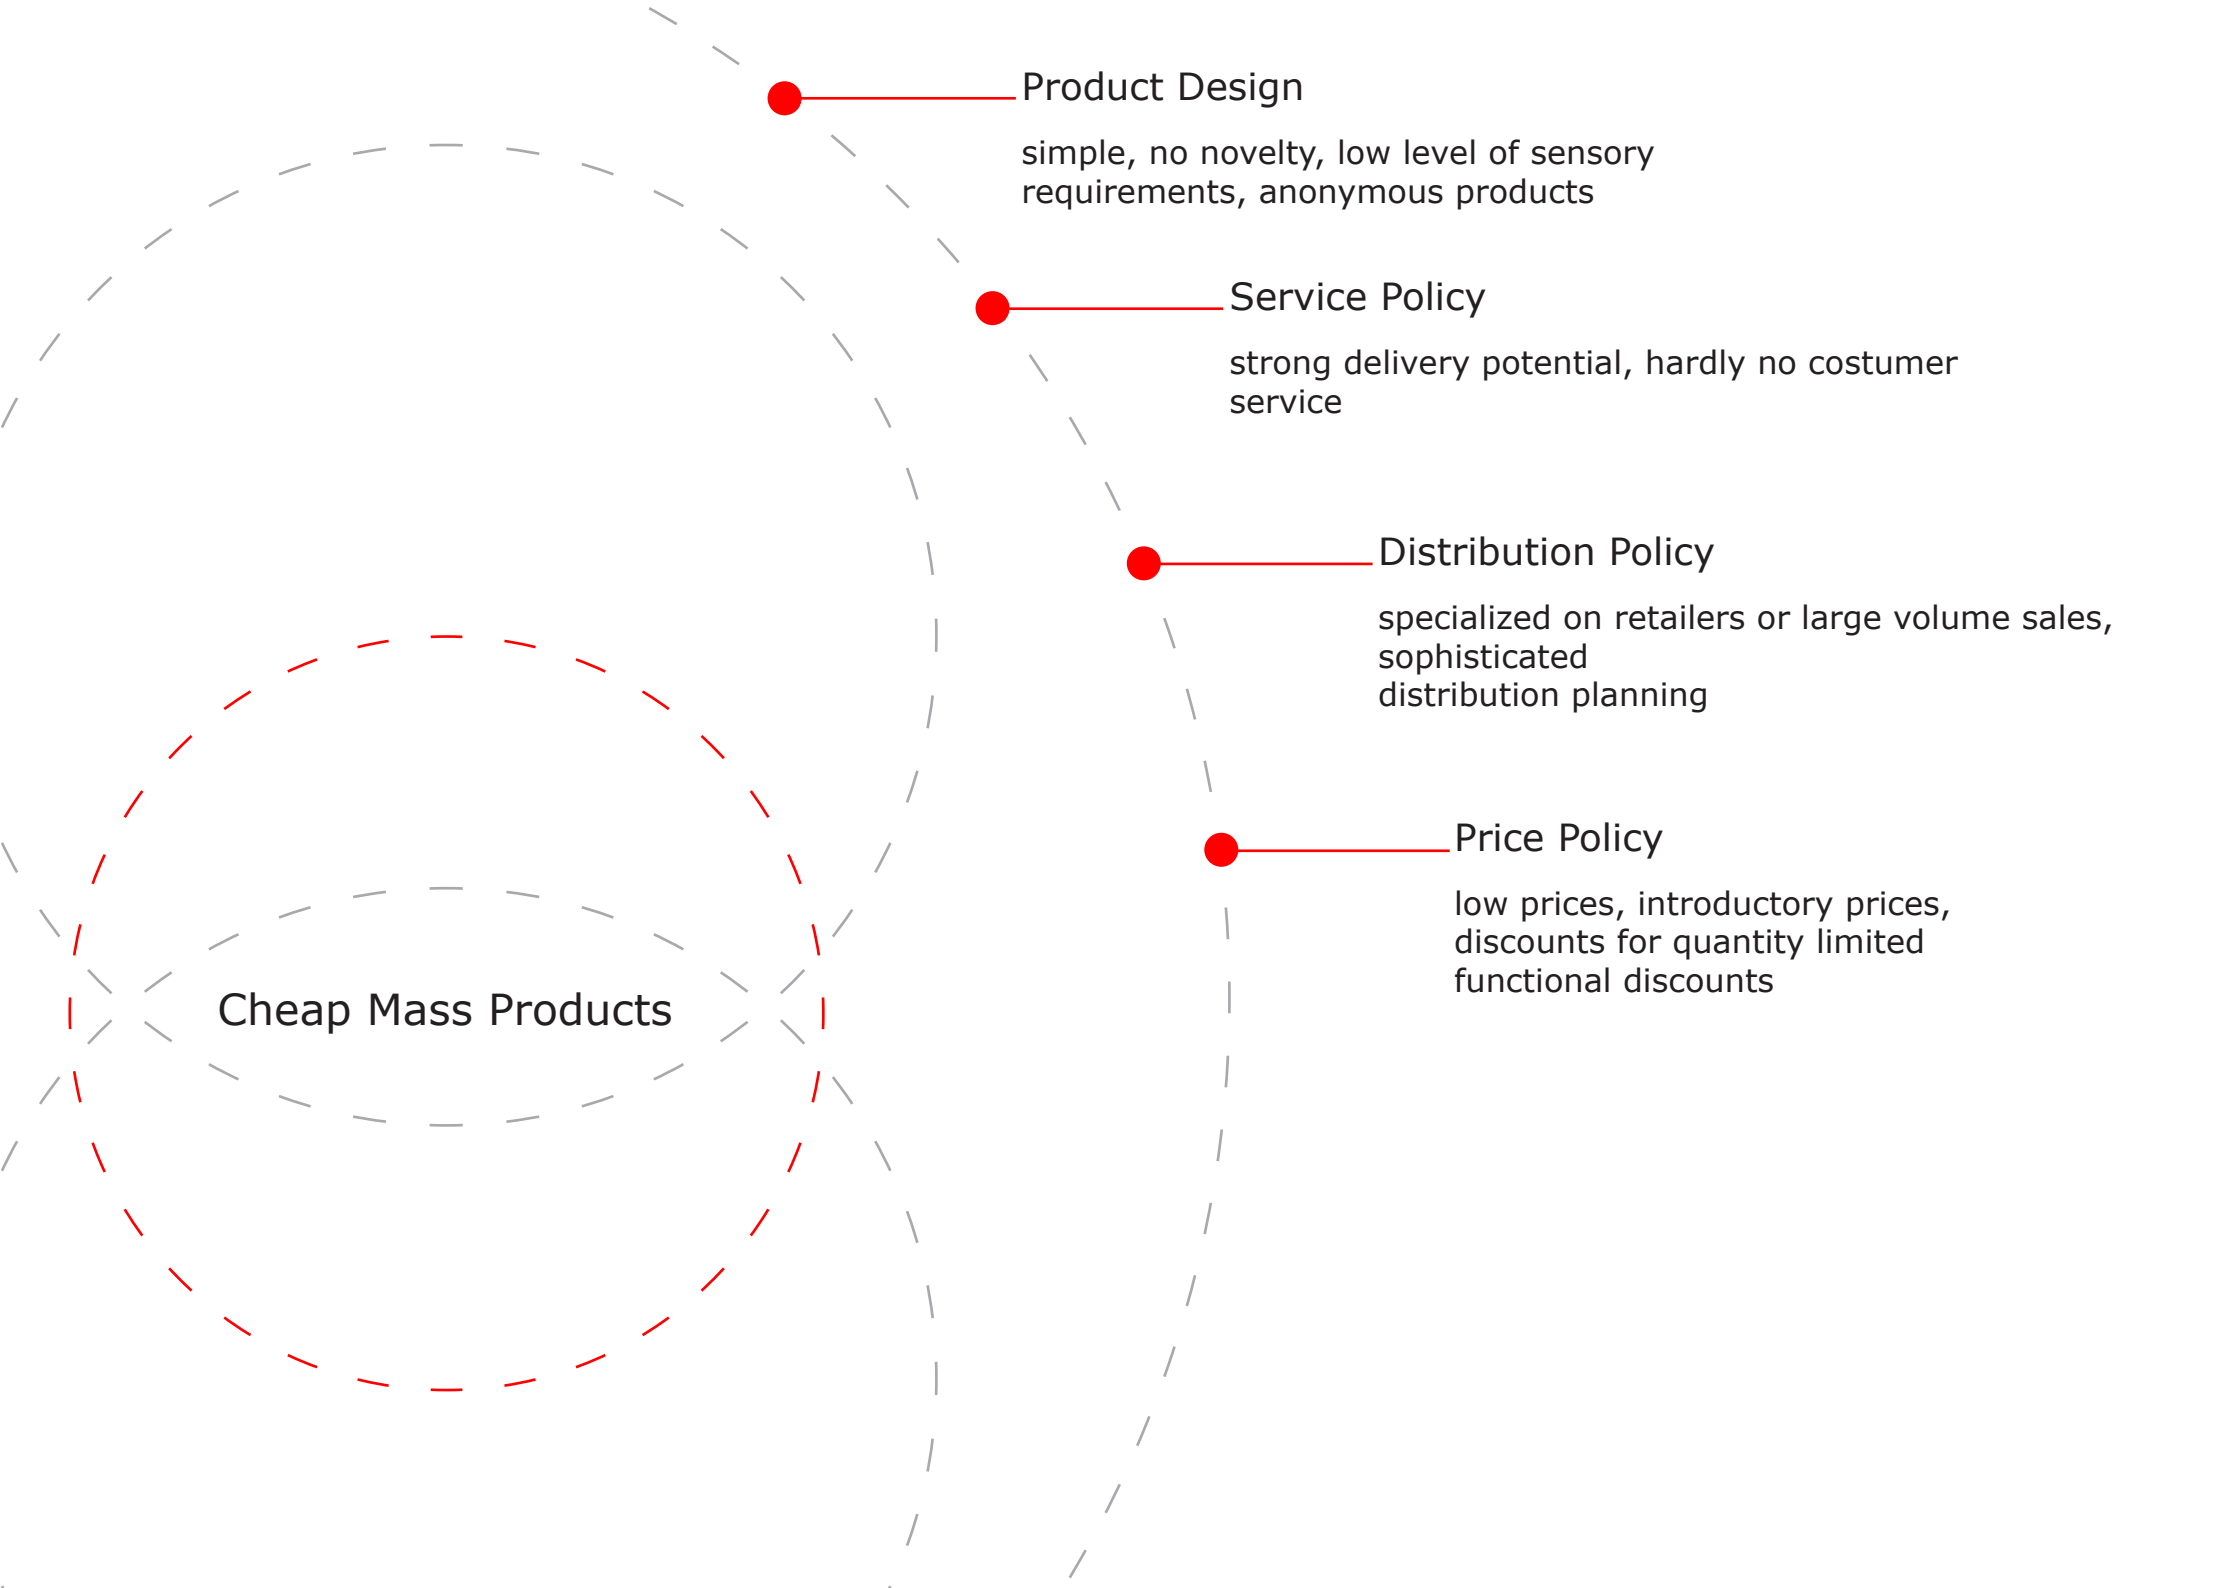 Product Design
simple, no novelty, low level of sensory
requirements, anonymous products
Service Policy
strong delivery potential, hardly no costumer
service
Distribution Policy
specialized on retailers or large volume sales,
sophisticated
distribution planning
Price Policy
low prices, introductory prices,
discounts for quantity limited
functional discounts
Cheap Mass Products